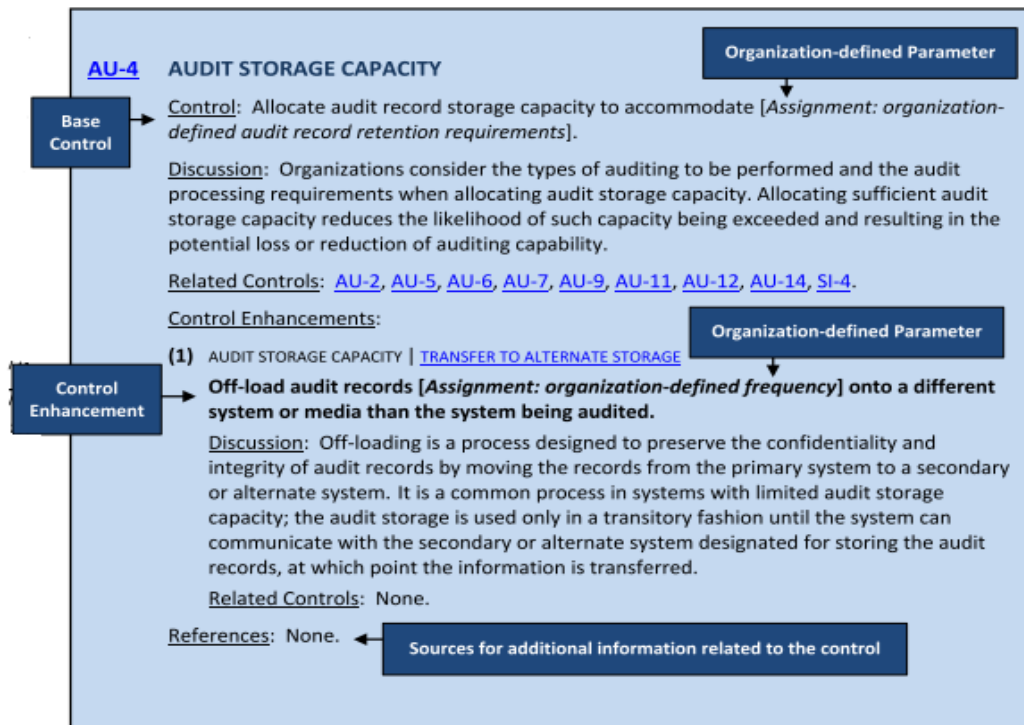 Organization-defined Parameter
AU-4 AUDIT STORAGE CAPACITY
Base
Control
Control: Allocate audit record storage capacity to accommodate [Assignment: organization-
defined audit record retention requirements].
Discussion: Organizations consider the types of auditing to be performed and the audit
processing requirements when allocating audit storage capacity. Allocating sufficient audit
storage capacity reduces the likelihood of such capacity being exceeded and resulting in the
potential loss or reduction of auditing capability.
Related Controls: AU-2, AU-5, AU-6, AU-7, AU-9, AU-11, AU-12, AU-14, SI-4.
Control Enhancements:
Organization-defined Parameter
(1) AUDIT STORAGE CAPACITY | TRANSFER TO ALTERNATE STORAGE
Control
Enhancement
Off-load audit records [Assignment: organization-defined frequency] onto a different
system or media than the system being audited.
Discussion: Off-loading is a process designed to preserve the confidentiality and
integrity of audit records by moving the records from the primary system to a secondary
or alternate system. It is a common process in systems with limited audit storage
capacity; the audit storage is used only in a transitory fashion until the system can
communicate with the secondary or alternate system designated for storing the audit
records, at which point the information is transferred.
Related Controls: None.
References: None.
Sources for additional information related to the control